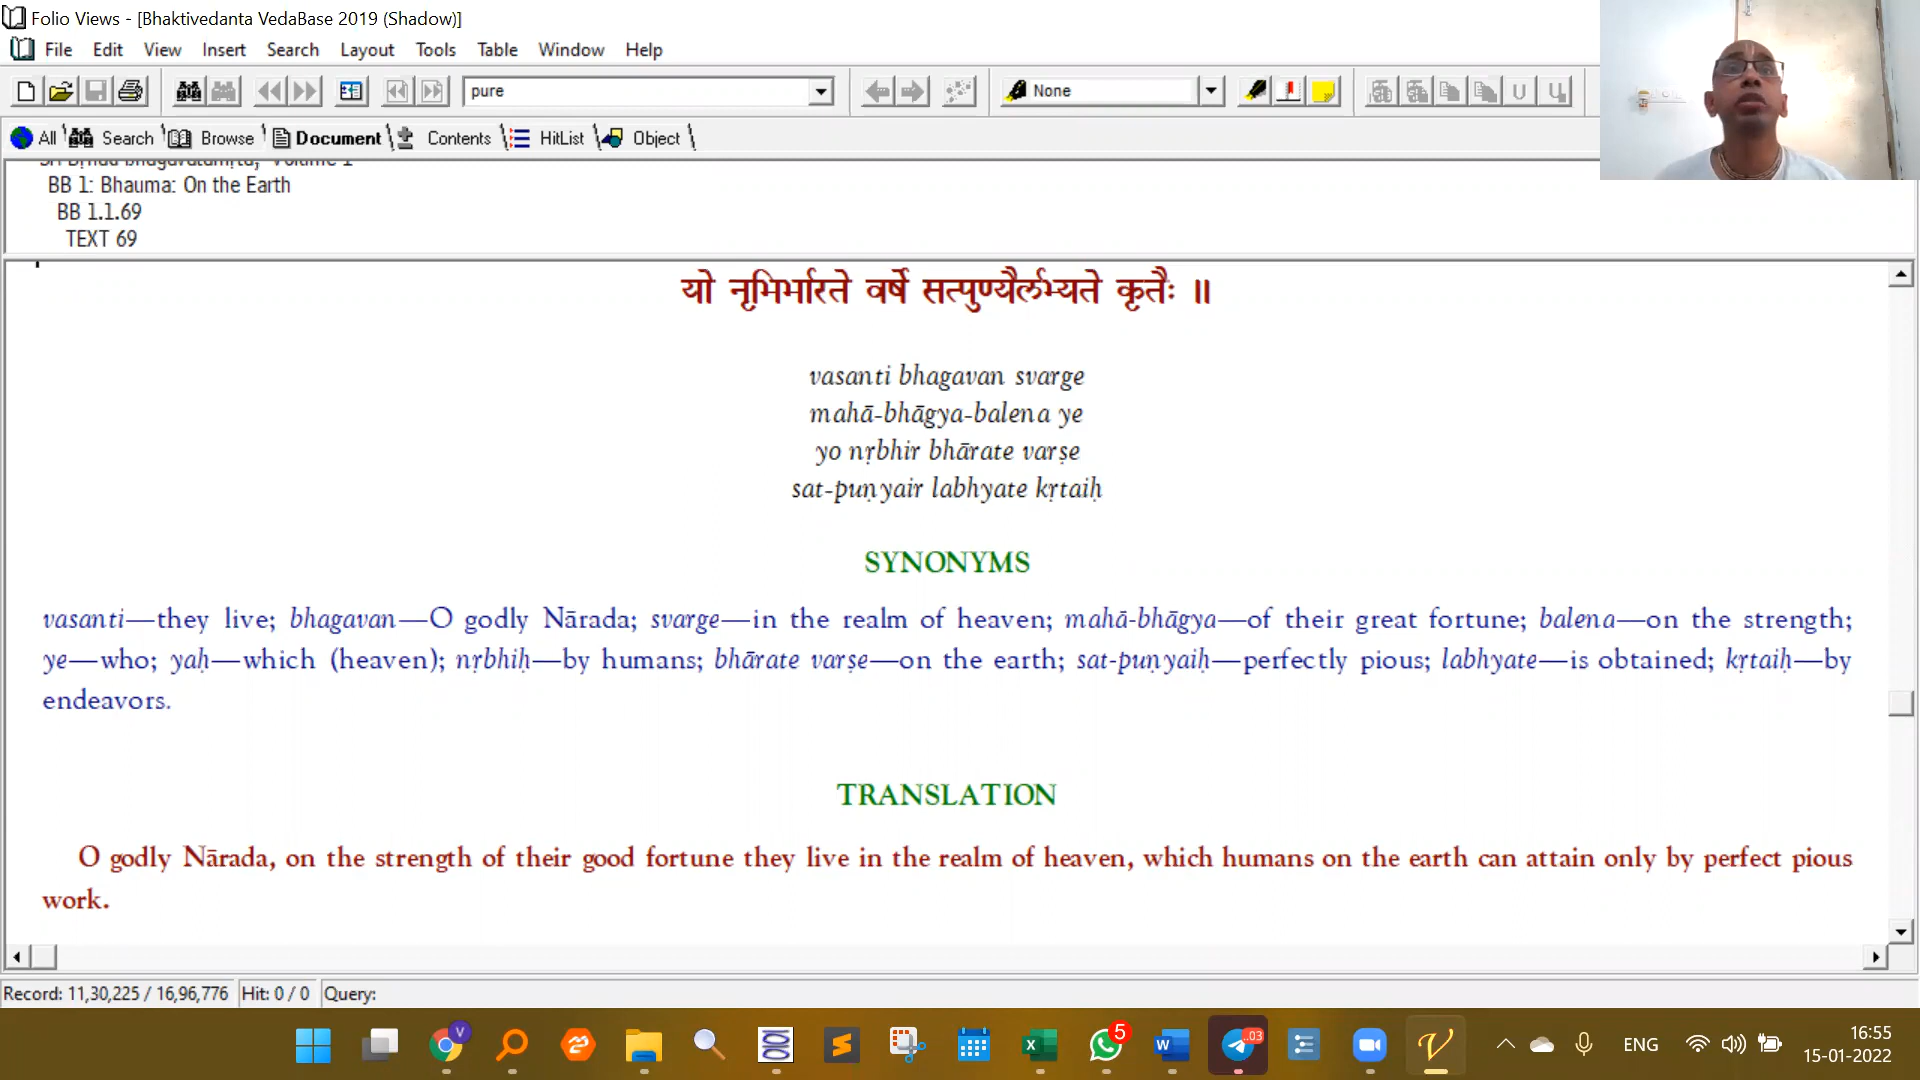 Folio Views - [Bhaktivedanta VedaBase 2019 (Shadow)]
File Edit View Insert Search Layout Tools Table Window Help
pure None
All Search Browse Document Contents HitList Object
BB 1: Bhauma: On the Earth
BB 1.1.69
TEXT 69
यो नृभिर्भारते वर्षे सत्पुण्यैर्लभ्यते कृतैः ॥
vasanti bhagavan svarge
mahā-bhāgya-balena ye
yo nṛbhir bhārate varṣe
sat-puṇyair labhyate kṛtaiḥ
SYNONYMS
vasanti—they live; bhagavan—O godly Nārada; svarge—in the realm of heaven; mahā-bhāgya—of their great fortune; balena—on the strength;
ye—who; yaḥ—which (heaven); nṛbhiḥ—by humans; bhārate varṣe—on the earth; sat-puṇyaiḥ—perfectly pious; labhyate—is obtained; kṛtaiḥ—by
endeavors.
TRANSLATION
O godly Nārada, on the strength of their good fortune they live in the realm of heaven, which humans on the earth can attain only by perfect pious
work.
Record: 11,30,225 / 16,96,776 Hit: 0 / 0 Query:
V 5 .03
ENG
16:55
15-01-2022